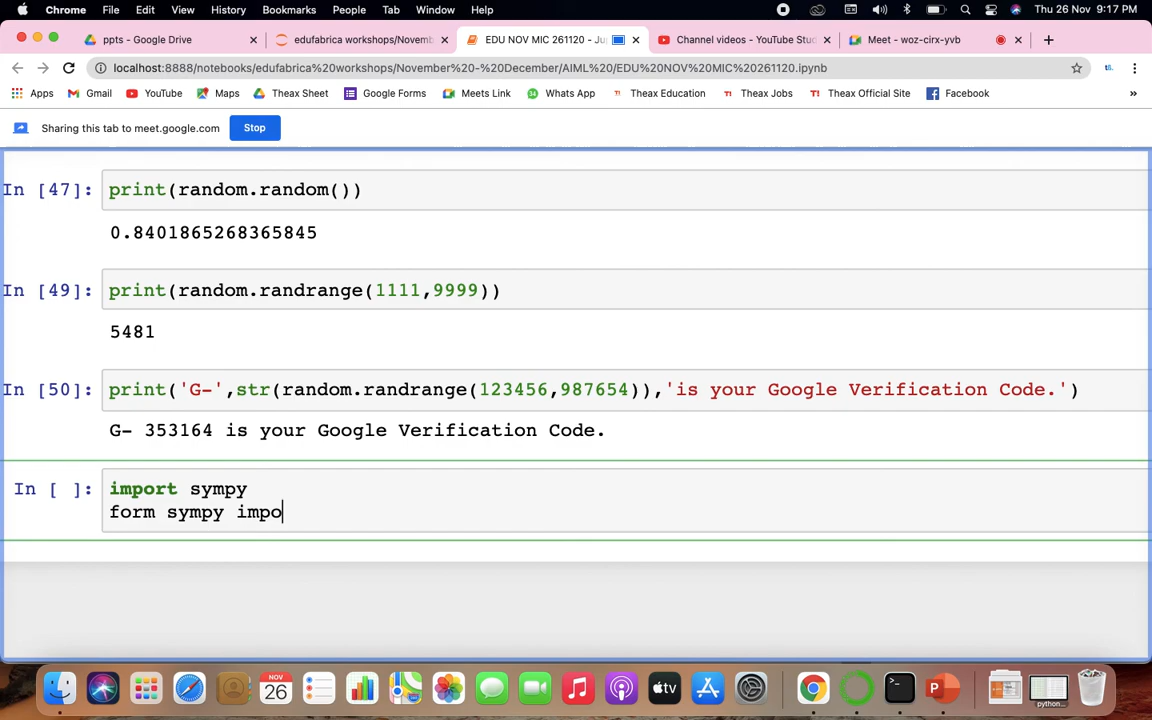 Chrome File Edit View History Bookmarks People Tab Window Help Thu 26 Nov 9:17 PM
ppts - Google Drive edufabrica workshops/Novemb EDU NOV MIC 261120 - Ju Channel videos - YouTube Stud Meet - woz-cirx-yvb
localhost:8888/notebooks/edufabrica%20workshops/November%20-%20December/AIML%20/EDU%20NOV%20MIC%20261120.ipynb
Apps Gmail YouTube Maps Theax Sheet Google Forms Meets Link Whats App Theax Education Theax Jobs Theax Official Site Facebook »
Sharing this tab to meet.google.com Stop
In [47]: print(random.random())
0.8401865268365845
In [49]: print(random.randrange(1111,9999))
5481
In [50]: print('G-',str(random.randrange(123456,987654)),'is your Google Verification Code.')
G- 353164 is your Google Verification Code.
In [ ]: import sympy
form sympy impo
NOV
26
tv
python...